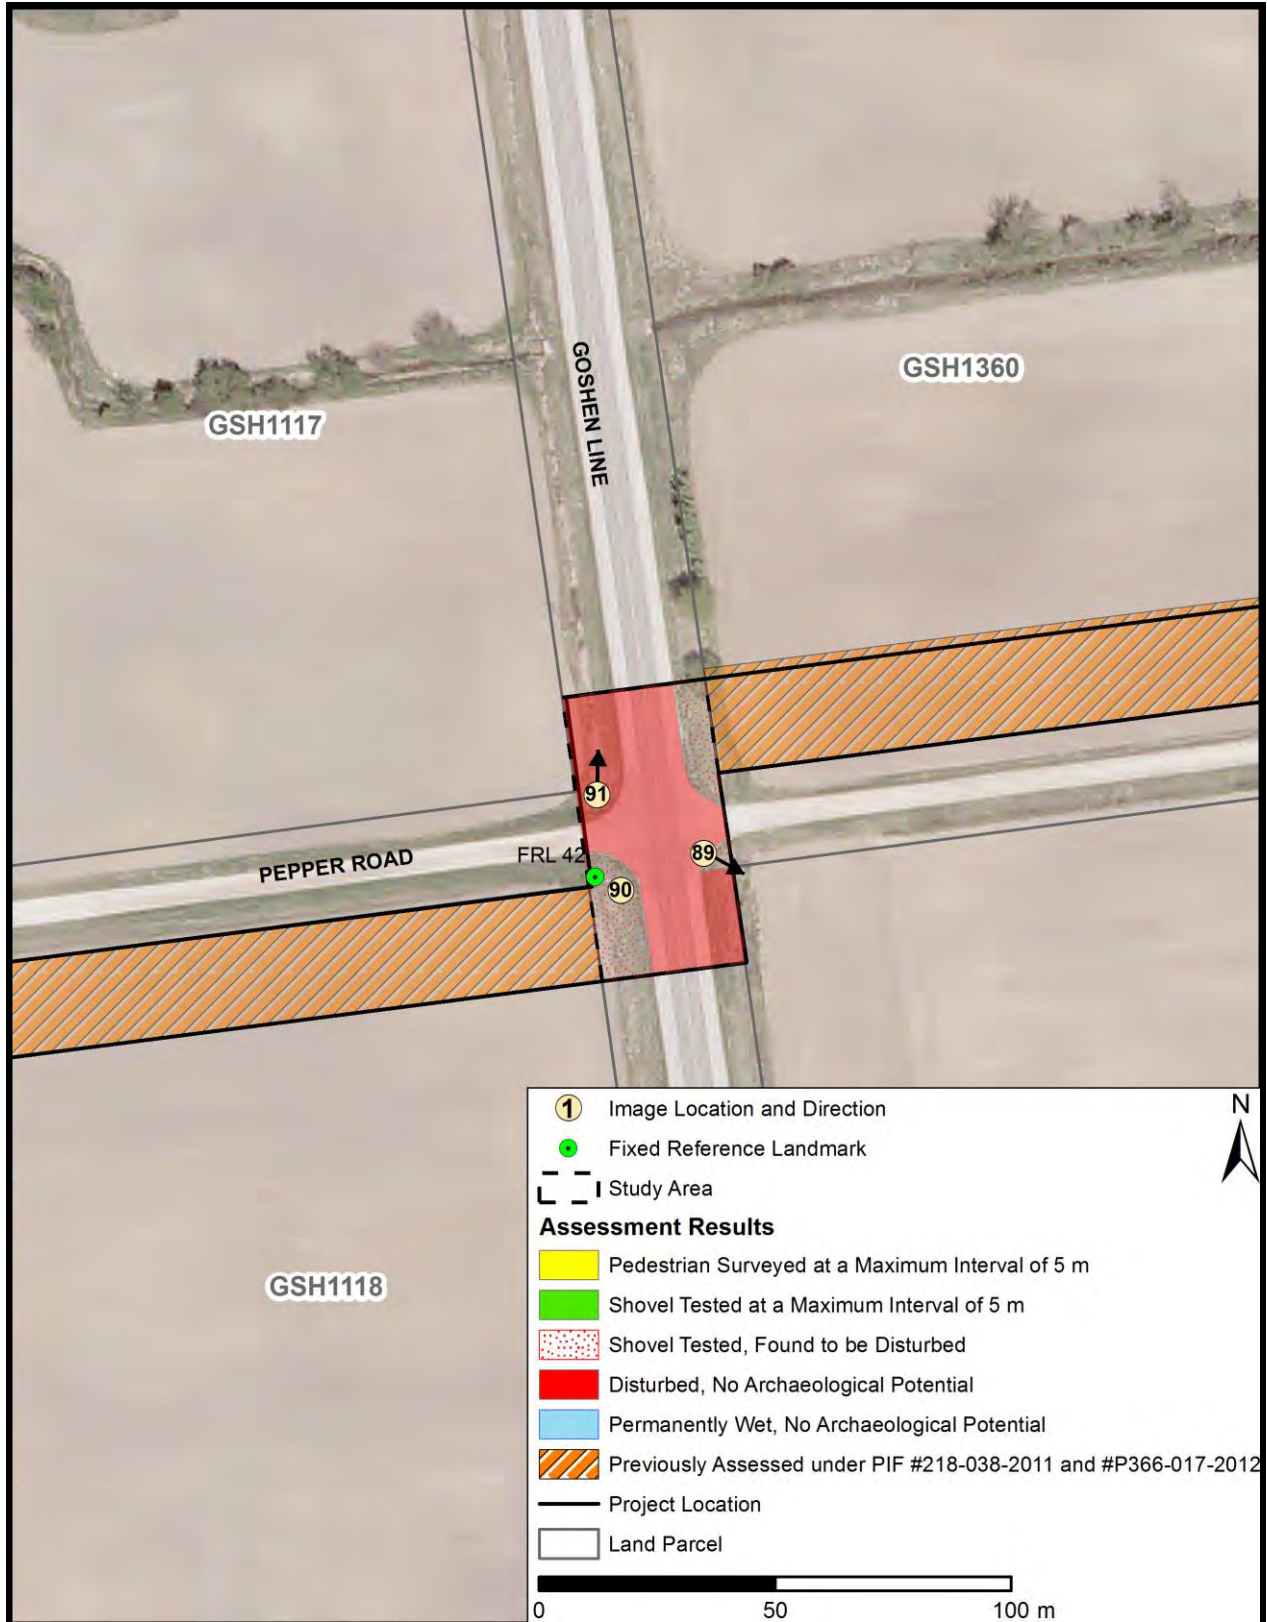 GOSHEN LINE
GSH1360
GSH1117
91
PEPPER ROAD
FRL 42
89
90
GSH1118
1 Image Location and Direction
N
Fixed Reference Landmark
Study Area
Assessment Results
Pedestrian Surveyed at a Maximum Interval of 5 m
Shovel Tested at a Maximum Interval of 5 m
Shovel Tested, Found to be Disturbed
Disturbed, No Archaeological Potential
Permanently Wet, No Archaeological Potential
Previously Assessed under PIF #218-038-2011 and #P366-017-2012
Project Location
Land Parcel
0 50 100 m